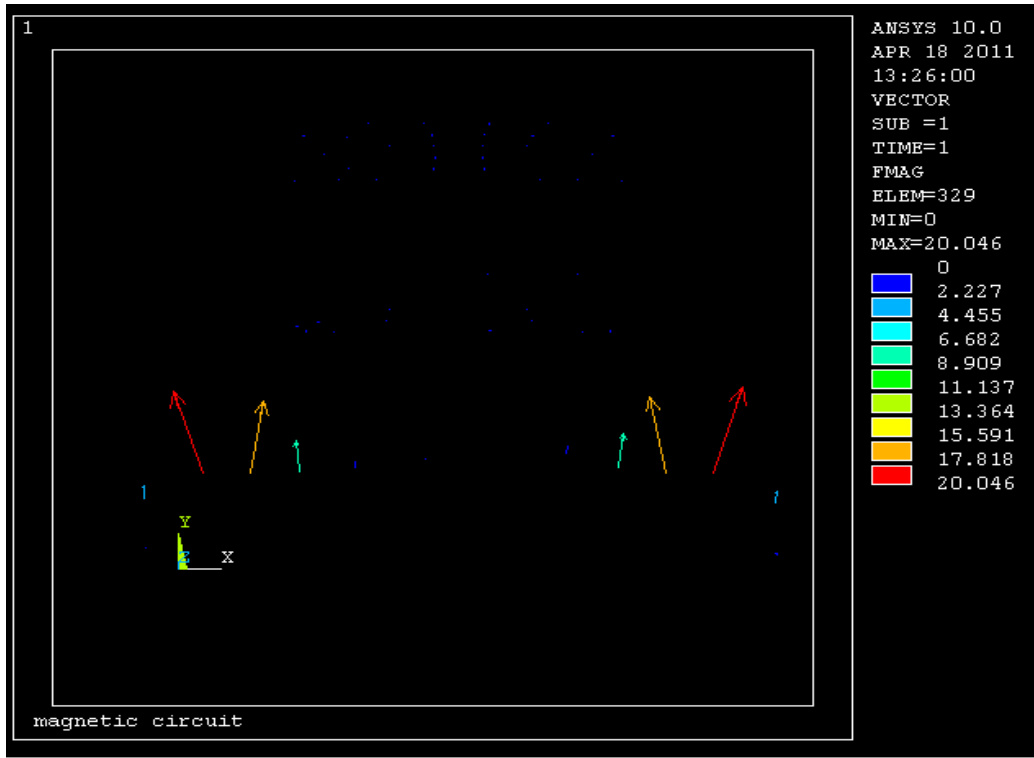 1
ANSYS 10.0
APR 18 2011
13:26:00
VECTOR
SUB =1
TIME=1
FMAG
ELEM=329
MIN=0
MAX=20.046
0
2.227
4.455
6.682
8.909
11.137
13.364
15.591
17.818
20.046
Y
Z X
magnetic circuit